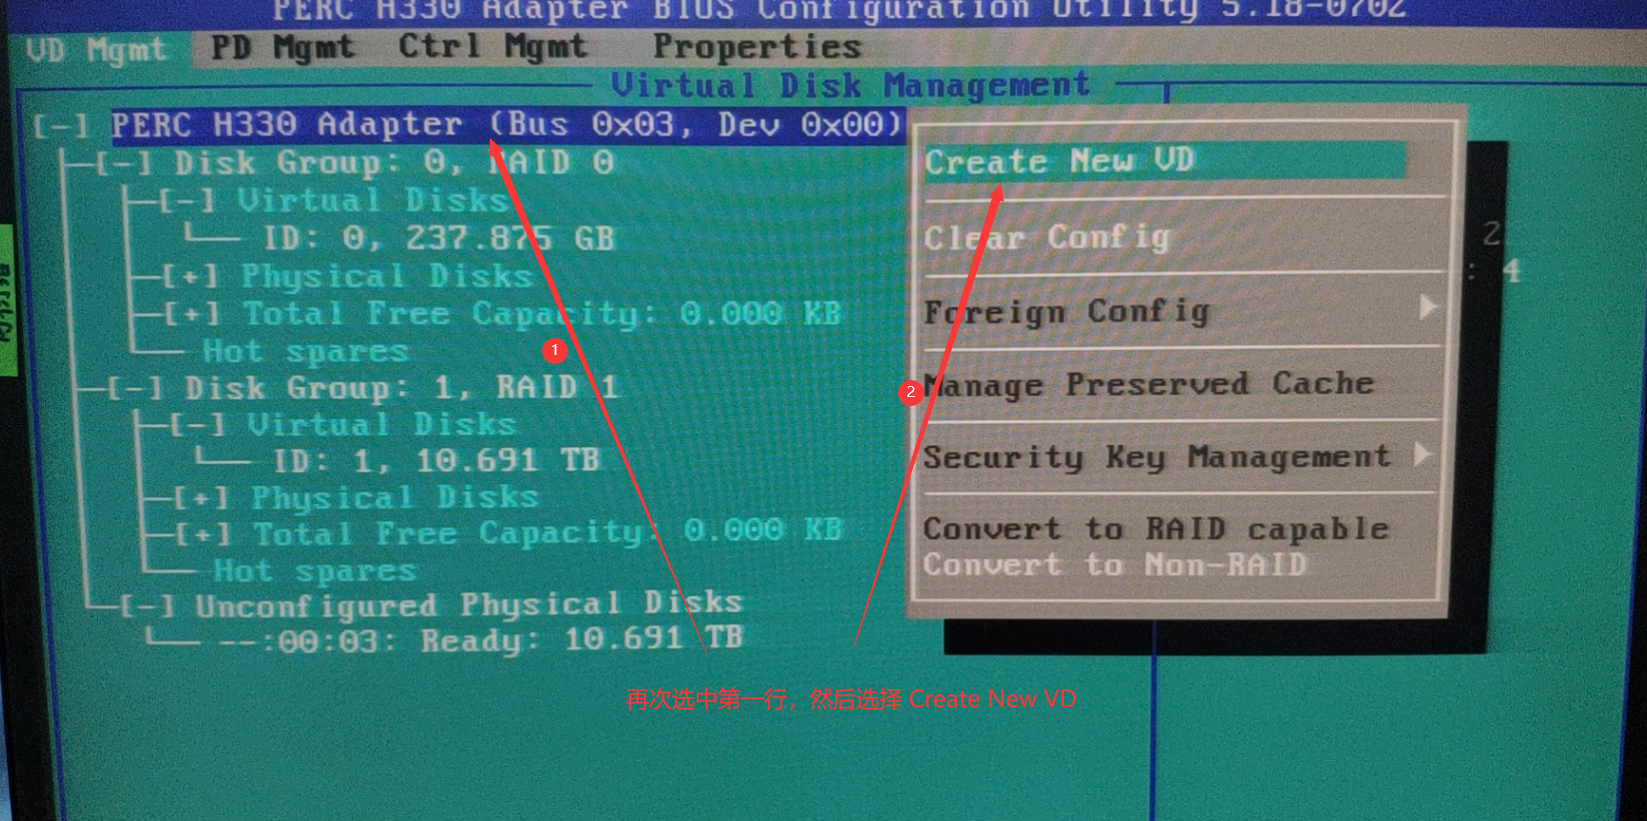 PERC H330 Adapter BIOS Configuration Utility 5.18-0702
VD Mgmt PD Mgmt Ctrl Mgmt Properties
Virtual Disk Management
[-] PERC H330 Adapter (Bus 0x03, Dev 0x00)
[-] Disk Group: 0, RAID 0
[-] Virtual Disks
ID: 0, 237.875 GB
[+] Physical Disks
[+] Total Free Capacity: 0.000 KB
Hot spares
[-] Disk Group: 1, RAID 1
[-] Virtual Disks
ID: 1, 10.691 TB
[+] Physical Disks
[+] Total Free Capacity: 0.000 KB
Hot spares
[-] Unconfigured Physical Disks
--:00:03: Ready: 10.691 TB
Create New VD
Clear Config
Foreign Config
Manage Preserved Cache
Security Key Management
Convert to RAID capable
Convert to Non-RAID
2
: 4
1
2
再次选中第一行，然后选择 Create New VD